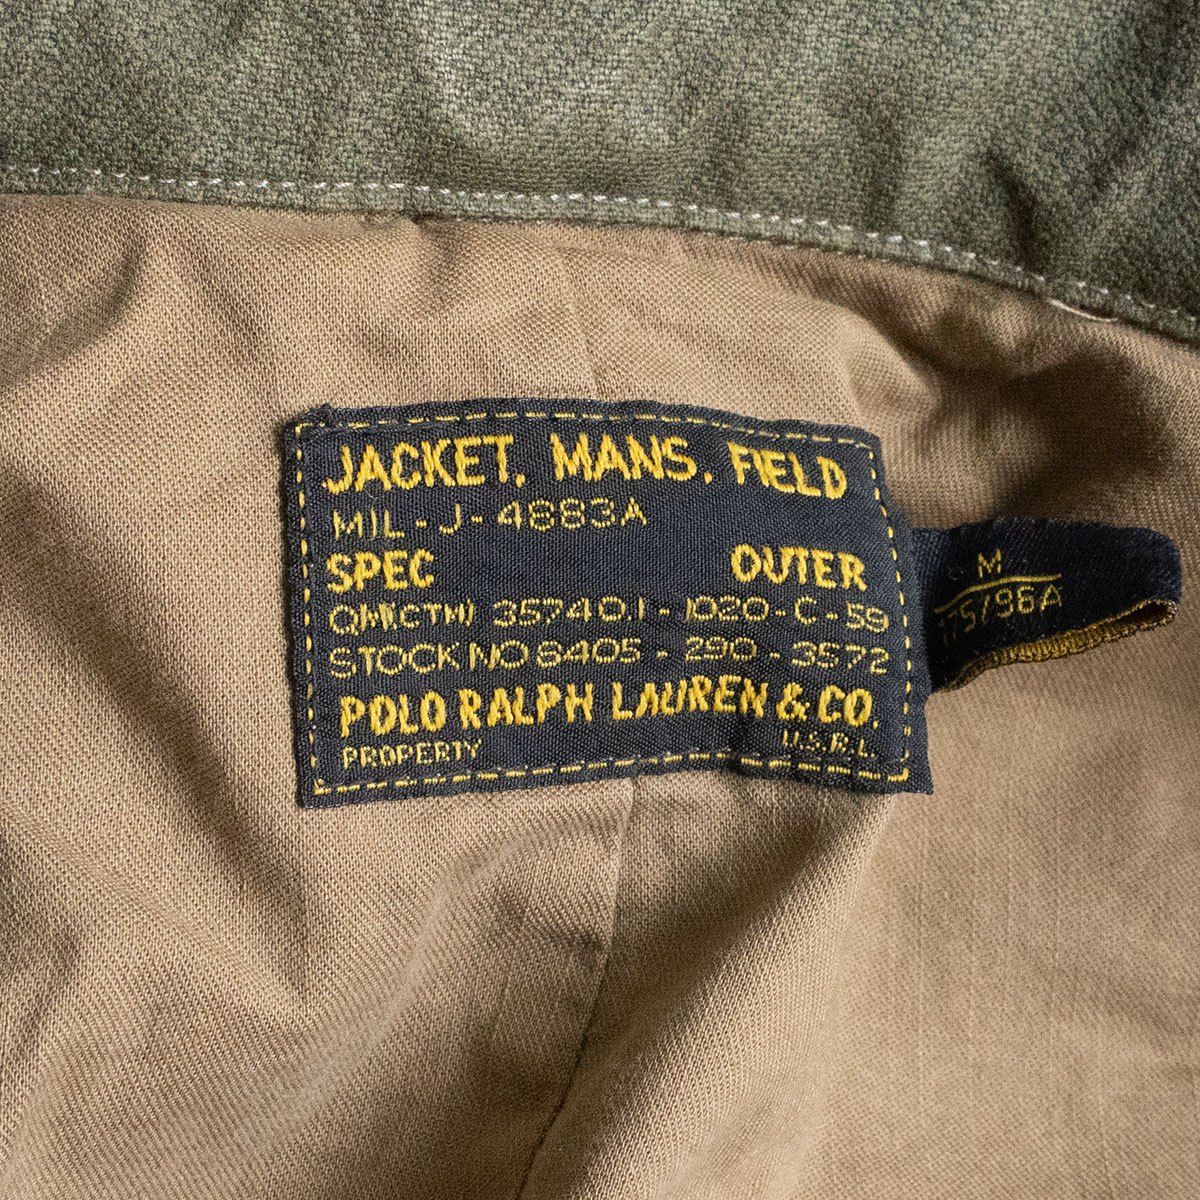 JACKET, MANS, FIELD
MIL-J-4883A
SPEC OUTER
QM(CTM) 35740.1-1020-C-59
STOCK NO 8405-290-3572
POLO RALPH LAUREN & CO.
PROPERTY U.S.R.L.
M
175/96A